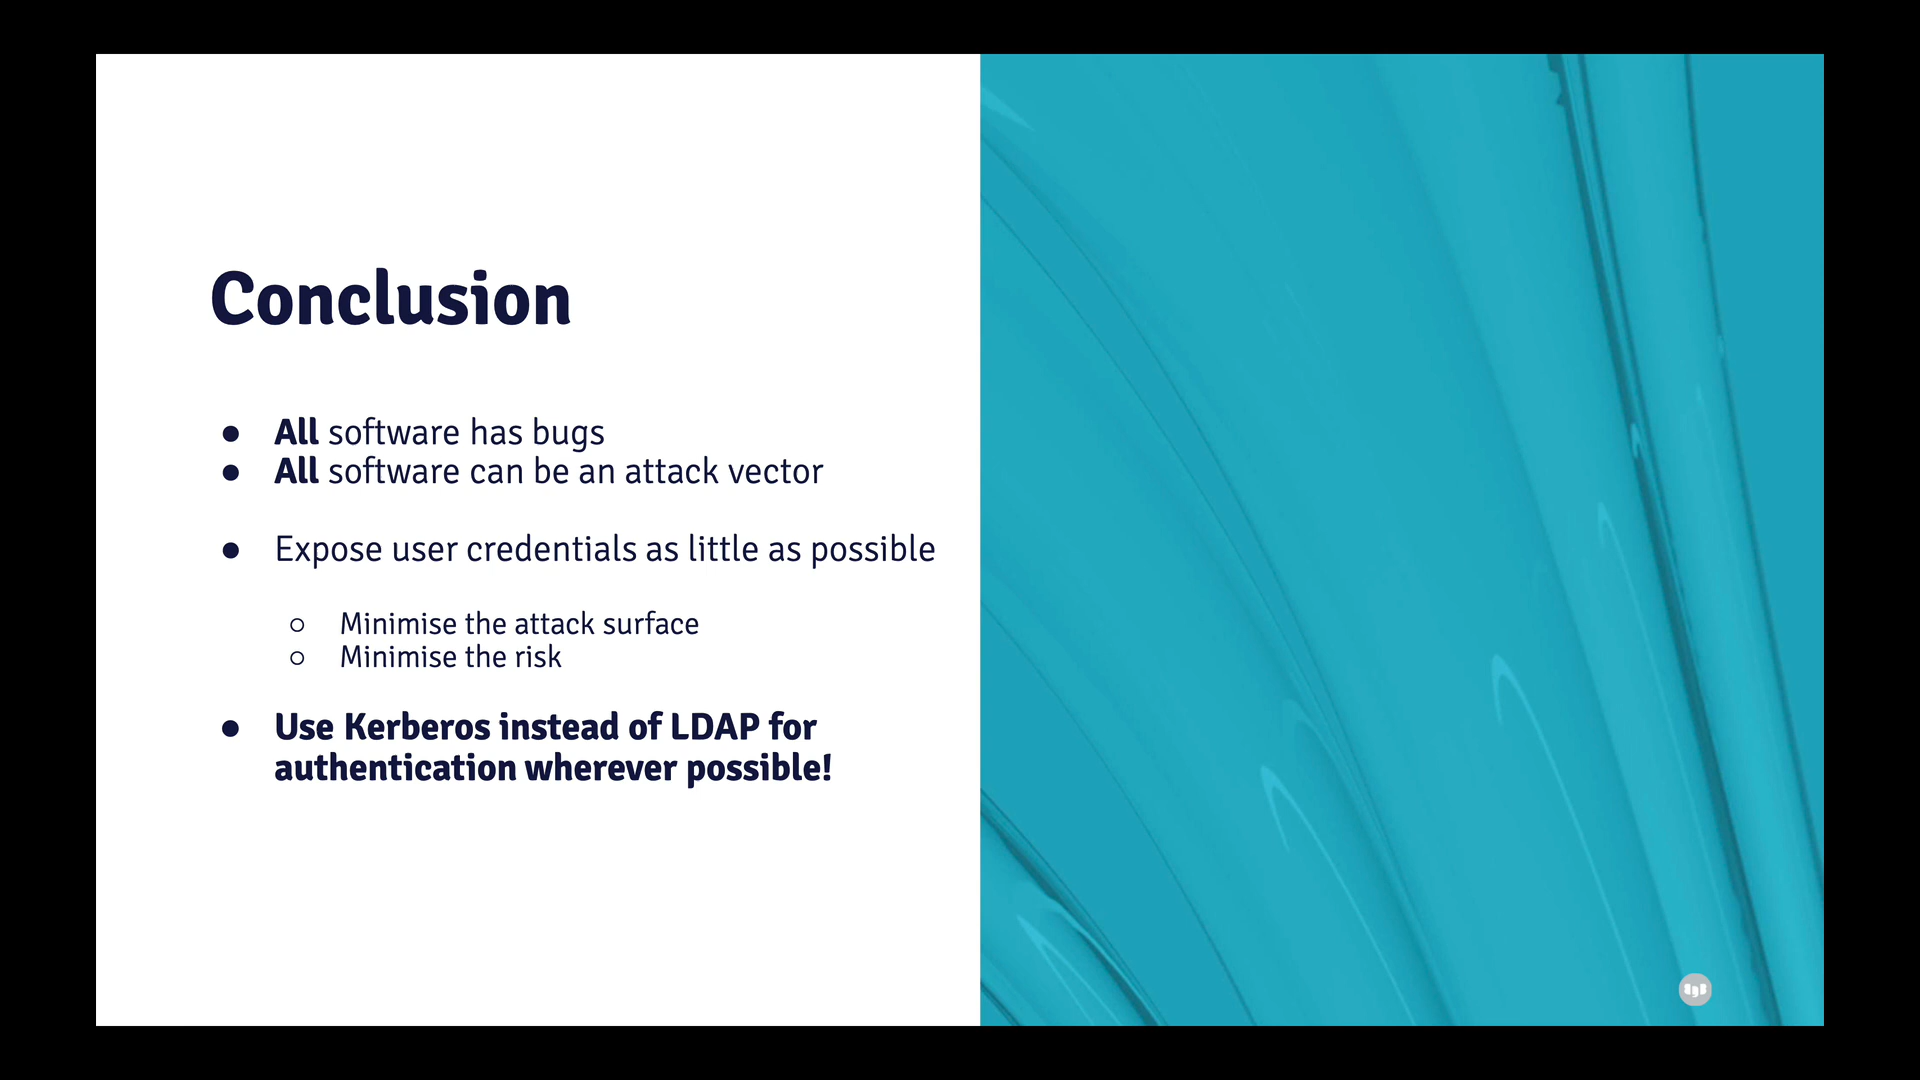 Conclusion
● All software has bugs
● All software can be an attack vector
● Expose user credentials as little as possible
○ Minimise the attack surface
○ Minimise the risk
● Use Kerberos instead of LDAP for
authentication wherever possible!